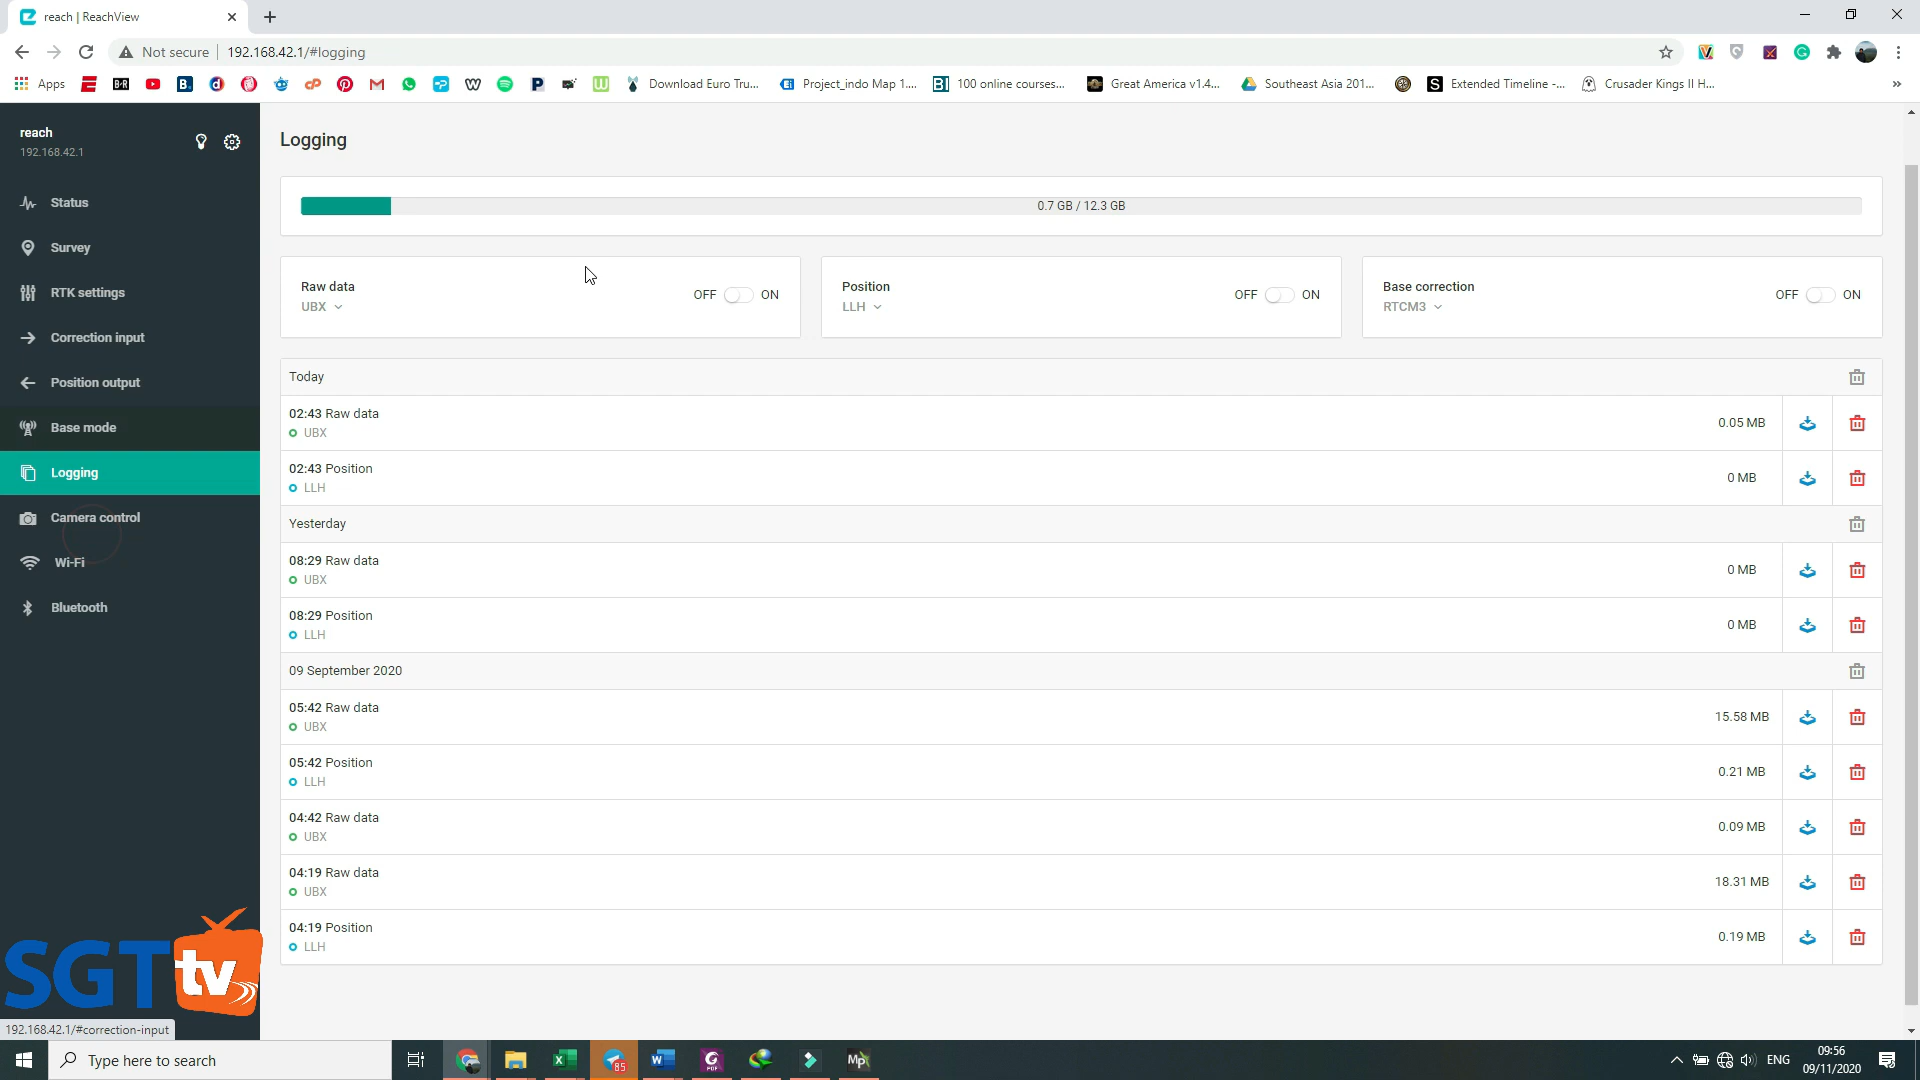 reach | ReachView
Not secure
192.168.42.1/#logging
Apps
B·R
B.
Download Euro Tru...
Project_indo Map 1....
100 online courses...
Great America v1.4...
Southeast Asia 201...
Extended Timeline -...
Crusader Kings II H...
reach
192.168.42.1
Status
Survey
RTK settings
Correction input
Position output
Base mode
Logging
Camera control
Wi-Fi
Bluetooth
Logging
0.7 GB / 12.3 GB
Raw data
UBX
OFF ON
Position
LLH
OFF ON
Base correction
RTCM3
OFF ON
Today
02:43 Raw data
UBX
0.05 MB
02:43 Position
LLH
0 MB
Yesterday
08:29 Raw data
UBX
0 MB
08:29 Position
LLH
0 MB
09 September 2020
05:42 Raw data
UBX
15.58 MB
05:42 Position
LLH
0.21 MB
04:42 Raw data
UBX
0.09 MB
04:19 Raw data
UBX
18.31 MB
04:19 Position
LLH
0.19 MB
SGT tv
192.168.42.1/#correction-input
Type here to search
85
PDF
Mp
ENG
09:56
09/11/2020